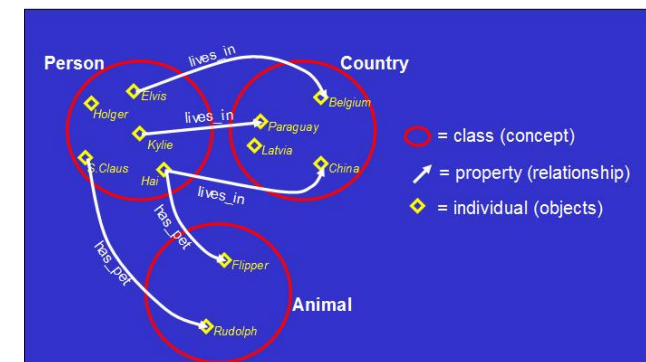 Person
lives_in
Country
Elvis
Holger
Belgium
lives_in
Paraguay
Kylie
Latvia
= class (concept)
S.Claus
Hai
China
lives_in
= property (relationship)
has_pet
= individual (objects)
has_pet
Flipper
Animal
Rudolph